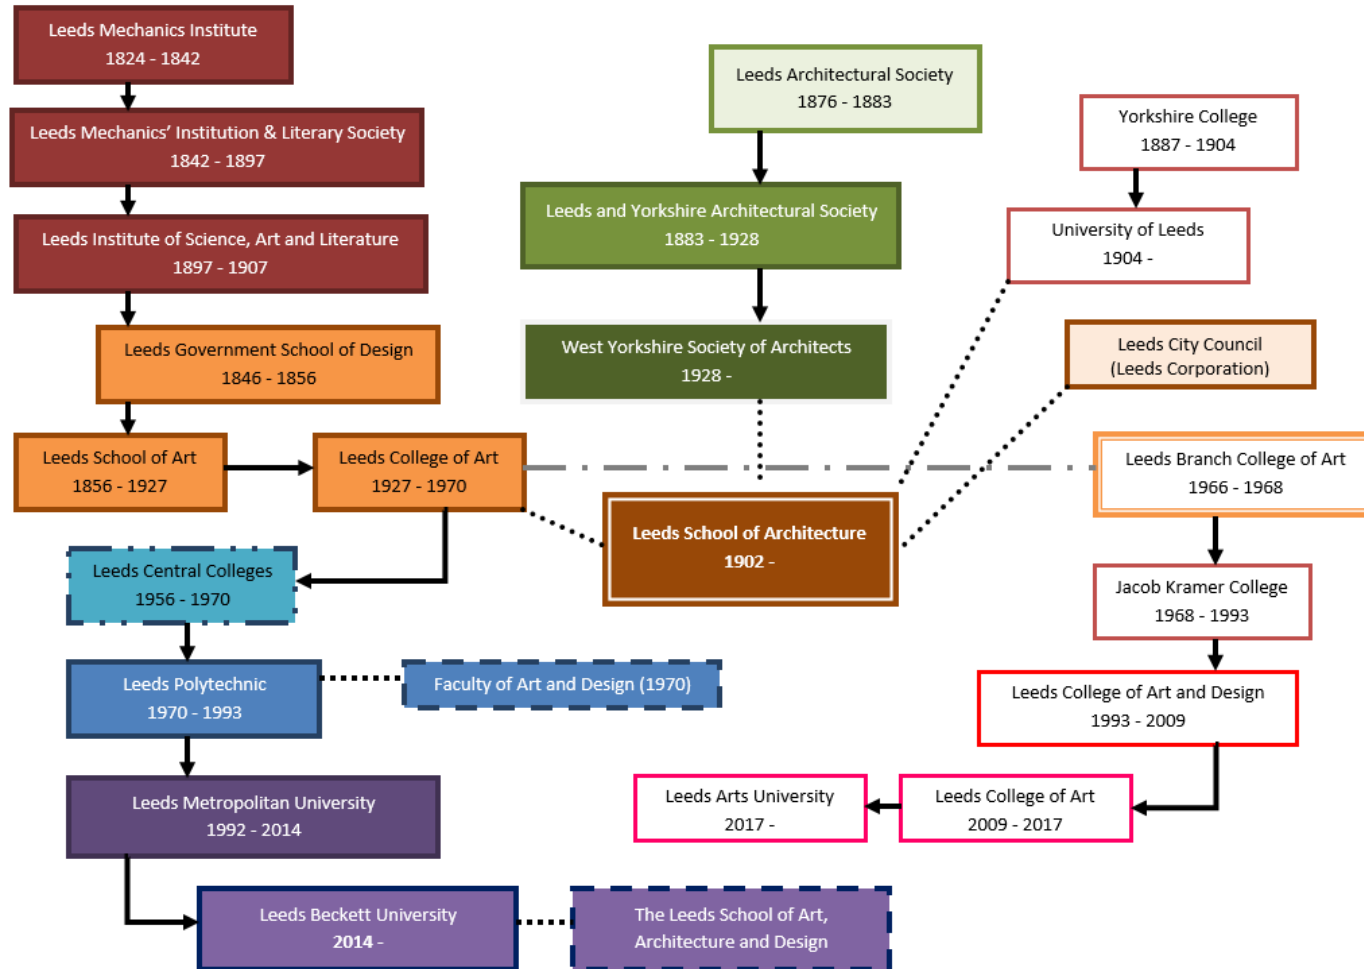 Leeds Mechanics Institute
1824 - 1842
Leeds Mechanics' Institution & Literary Society
1842 - 1897
Leeds Institute of Science, Art and Literature
1897 - 1907
Leeds Government School of Design
1846 - 1856
Leeds School of Art
1856 - 1927
Leeds College of Art
1927 - 1970
Leeds Central Colleges
1956 - 1970
Leeds Polytechnic
1970 - 1993
Faculty of Art and Design (1970)
Leeds Metropolitan University
1992 - 2014
Leeds Beckett University
2014 -
The Leeds School of Art,
Architecture and Design
Leeds Architectural Society
1876 - 1883
Leeds and Yorkshire Architectural Society
1883 - 1928
West Yorkshire Society of Architects
1928 -
Leeds School of Architecture
1902 -
Yorkshire College
1887 - 1904
University of Leeds
1904 -
Leeds City Council
(Leeds Corporation)
Leeds Branch College of Art
1966 - 1968
Jacob Kramer College
1968 - 1993
Leeds College of Art and Design
1993 - 2009
Leeds College of Art
2009 - 2017
Leeds Arts University
2017 -